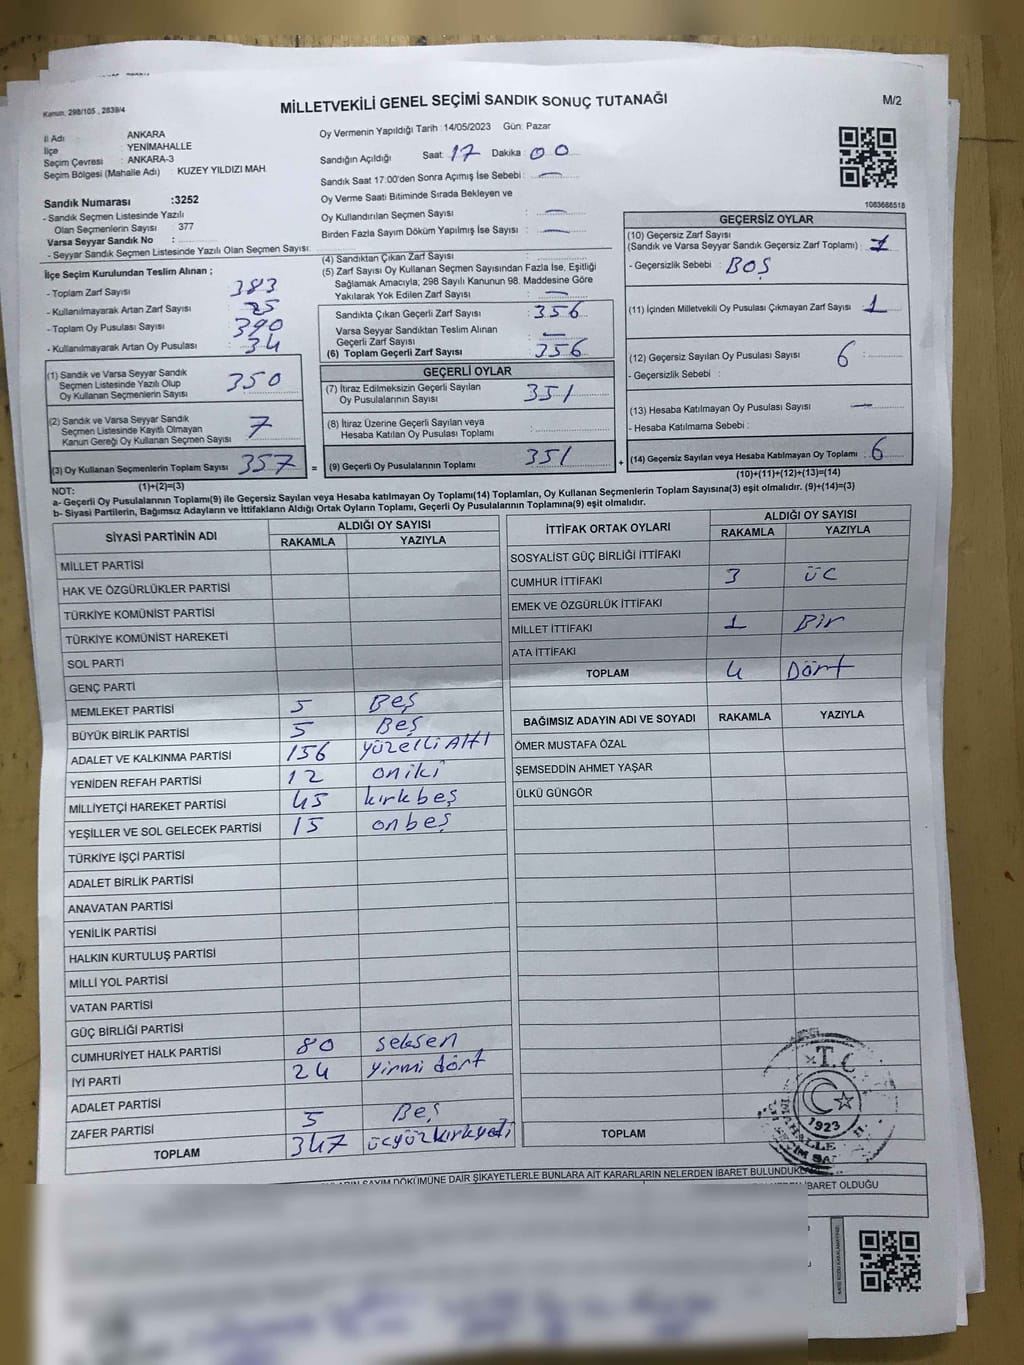 Kanun: 298/105 , 2839/4
MİLLETVEKİLİ GENEL SEÇİMİ SANDIK SONUÇ TUTANAĞI
M/2
İl Adı : ANKARA
İlçe : YENİMAHALLE
Seçim Çevresi : ANKARA-3
Seçim Bölgesi (Mahalle Adı) : KUZEY YILDIZI MAH.
Sandık Numarası :3252
- Sandık Seçmen Listesinde Yazılı
Olan Seçmenlerin Sayısı : 377
Varsa Seyyar Sandık No :
- Seyyar Sandık Seçmen Listesinde Yazılı Olan Seçmen Sayısı:
Oy Vermenin Yapıldığı Tarih :14/05/2023 Gün: Pazar
Sandığın Açıldığı Saat: 17 Dakika: 00
Sandık Saat 17:00'den Sonra Açımış İse Sebebi : —
Oy Verme Saati Bitiminde Sırada Bekleyen ve
Oy Kullandırılan Seçmen Sayısı : —
Birden Fazla Sayım Döküm Yapılmış İse Sayısı : —
1083688518
İlçe Seçim Kurulundan Teslim Alınan ;
- Toplam Zarf Sayısı : 383
- Kullanılmayarak Artan Zarf Sayısı : 25
- Toplam Oy Pusulası Sayısı : 390
- Kullanılmayarak Artan Oy Pusulası : 34
(1) Sandık ve Varsa Seyyar Sandık
Seçmen Listesinde Yazılı Olup
Oy Kullanan Seçmenlerin Sayısı : 350
(2) Sandık ve Varsa Seyyar Sandık
Seçmen Listesinde Kayıtlı Olmayan
Kanun Gereği Oy Kullanan Seçmen Sayısı : 7
(3) Oy Kullanan Seçmenlerin Toplam Sayısı : 357
(1)+(2)=(3)
(4) Sandıktan Çıkan Zarf Sayısı :
(5) Zarf Sayısı Oy Kullanan Seçmen Sayısından Fazla İse, Eşitliği
Sağlamak Amacıyla; 298 Sayılı Kanunun 98. Maddesine Göre
Yakılarak Yok Edilen Zarf Sayısı : —
Sandıkta Çıkan Geçerli Zarf Sayısı : 356
Varsa Seyyar Sandıktan Teslim Alınan
Geçerli Zarf Sayısı : —
(6) Toplam Geçerli Zarf Sayısı : 356
GEÇERLİ OYLAR
(7) İtiraz Edilmeksizin Geçerli Sayılan
Oy Pusulalarının Sayısı : 351
(8) İtiraz Üzerine Geçerli Sayılan veya
Hesaba Katılan Oy Pusulası Toplamı :
= (9) Geçerli Oy Pusulalarının Toplamı : 351
GEÇERSİZ OYLAR
(10) Geçersiz Zarf Sayısı
(Sandık ve Varsa Seyyar Sandık Geçersiz Zarf Toplamı) : 1
- Geçersizlik Sebebi : BOŞ
(11) İçinden Milletvekili Oy Pusulası Çıkmayan Zarf Sayısı : 1
(12) Geçersiz Sayılan Oy Pusulası Sayısı : 6
- Geçersizlik Sebebi :
(13) Hesaba Katılmayan Oy Pusulası Sayısı : —
- Hesaba Katılmama Sebebi :
+ (14) Geçersiz Sayılan veya Hesaba Katılmayan Oy Toplamı : 6
(10)+(11)+(12)+(13)=(14)
NOT:
a- Geçerli Oy Pusulalarının Toplamı(9) ile Geçersiz Sayılan veya Hesaba katılmayan Oy Toplamı(14) Toplamları, Oy Kullanan Seçmenlerin Toplam Sayısına(3) eşit olmalıdır. (9)+(14)=(3)
b- Siyasi Partilerin, Bağımsız Adayların ve İttifakların Aldığı Ortak Oyların Toplamı, Geçerli Oy Pusulalarının Toplamına(9) eşit olmalıdır.
SİYASİ PARTİNİN ADI ALDIĞI OY SAYISI
RAKAMLA YAZIYLA
MİLLET PARTİSİ
HAK VE ÖZGÜRLÜKLER PARTİSİ
TÜRKİYE KOMÜNİST PARTİSİ
TÜRKİYE KOMÜNİST HAREKETİ
SOL PARTİ
GENÇ PARTİ
MEMLEKET PARTİSİ 5 Beş
BÜYÜK BİRLİK PARTİSİ 5 Beş
ADALET VE KALKINMA PARTİSİ 156 yüzelli Altı
YENİDEN REFAH PARTİSİ 12 oniki
MİLLİYETÇİ HAREKET PARTİSİ 45 kırkbeş
YEŞİLLER VE SOL GELECEK PARTİSİ 15 onbeş
TÜRKİYE İŞÇİ PARTİSİ
ADALET BİRLİK PARTİSİ
ANAVATAN PARTİSİ
YENİLİK PARTİSİ
HALKIN KURTULUŞ PARTİSİ
MİLLİ YOL PARTİSİ
VATAN PARTİSİ
GÜÇ BİRLİĞİ PARTİSİ
CUMHURİYET HALK PARTİSİ 80 seksen
İYİ PARTİ 24 yirmi dört
ADALET PARTİSİ
ZAFER PARTİSİ 5 Beş
TOPLAM 347 üçyüzkırkyedi
İTTİFAK ORTAK OYLARI ALDIĞI OY SAYISI
RAKAMLA YAZIYLA
SOSYALİST GÜÇ BİRLİĞİ İTTİFAKI
CUMHUR İTTİFAKI 3 üc
EMEK VE ÖZGÜRLÜK İTTİFAKI
MİLLET İTTİFAKI 1 Bir
ATA İTTİFAKI
TOPLAM 4 Dört
BAĞIMSIZ ADAYIN ADI VE SOYADI RAKAMLA YAZIYLA
ÖMER MUSTAFA ÖZAL
ŞEMSEDDİN AHMET YAŞAR
ÜLKÜ GÜNGÖR
TOPLAM
T.C.
1923
SAYIM DÖKÜMÜNE DAİR ŞİKAYETLERLE BUNLARA AİT KARARLARIN NELERDEN İBARET BULUNDUKLARI
İBARET OLDUĞU